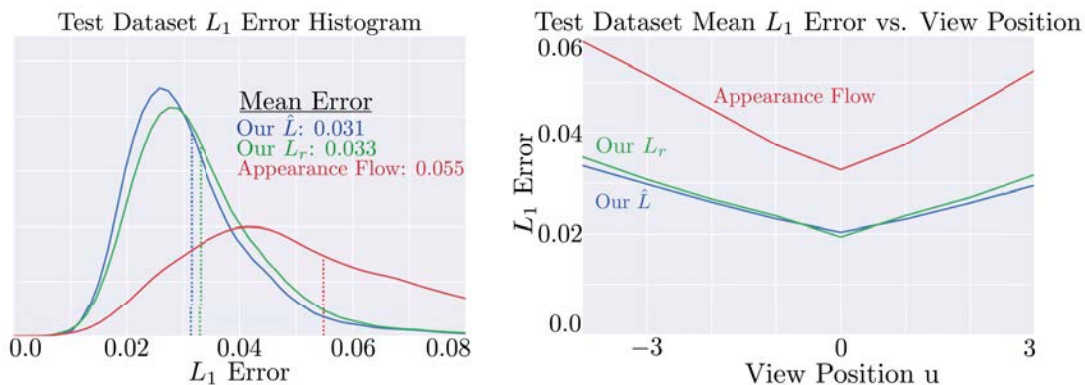 Test Dataset L₁ Error Histogram
Mean Error
Our L̂: 0.031
Our Lᵣ: 0.033
Appearance Flow: 0.055
0.0 0.02 0.04 0.06 0.08
L₁ Error
Test Dataset Mean L₁ Error vs. View Position
0.06
Appearance Flow
0.04
Our Lᵣ
Our L̂
0.02
0.0
L₁ Error
−3 0 3
View Position u